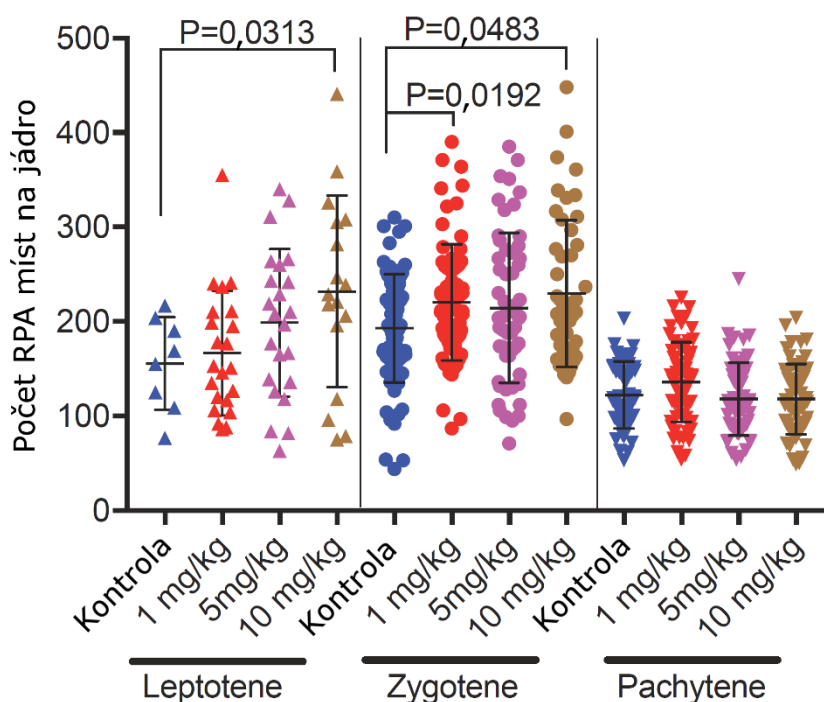 Počet RPA míst na jádro
500
400
300
200
100
0
P=0,0313
P=0,0483
P=0,0192
Kontrola
1 mg/kg
5mg/kg
10 mg/kg
Kontrola
1 mg/kg
5mg/kg
10 mg/kg
Kontrola
1 mg/kg
5mg/kg
10 mg/kg
Leptotene
Zygotene
Pachytene